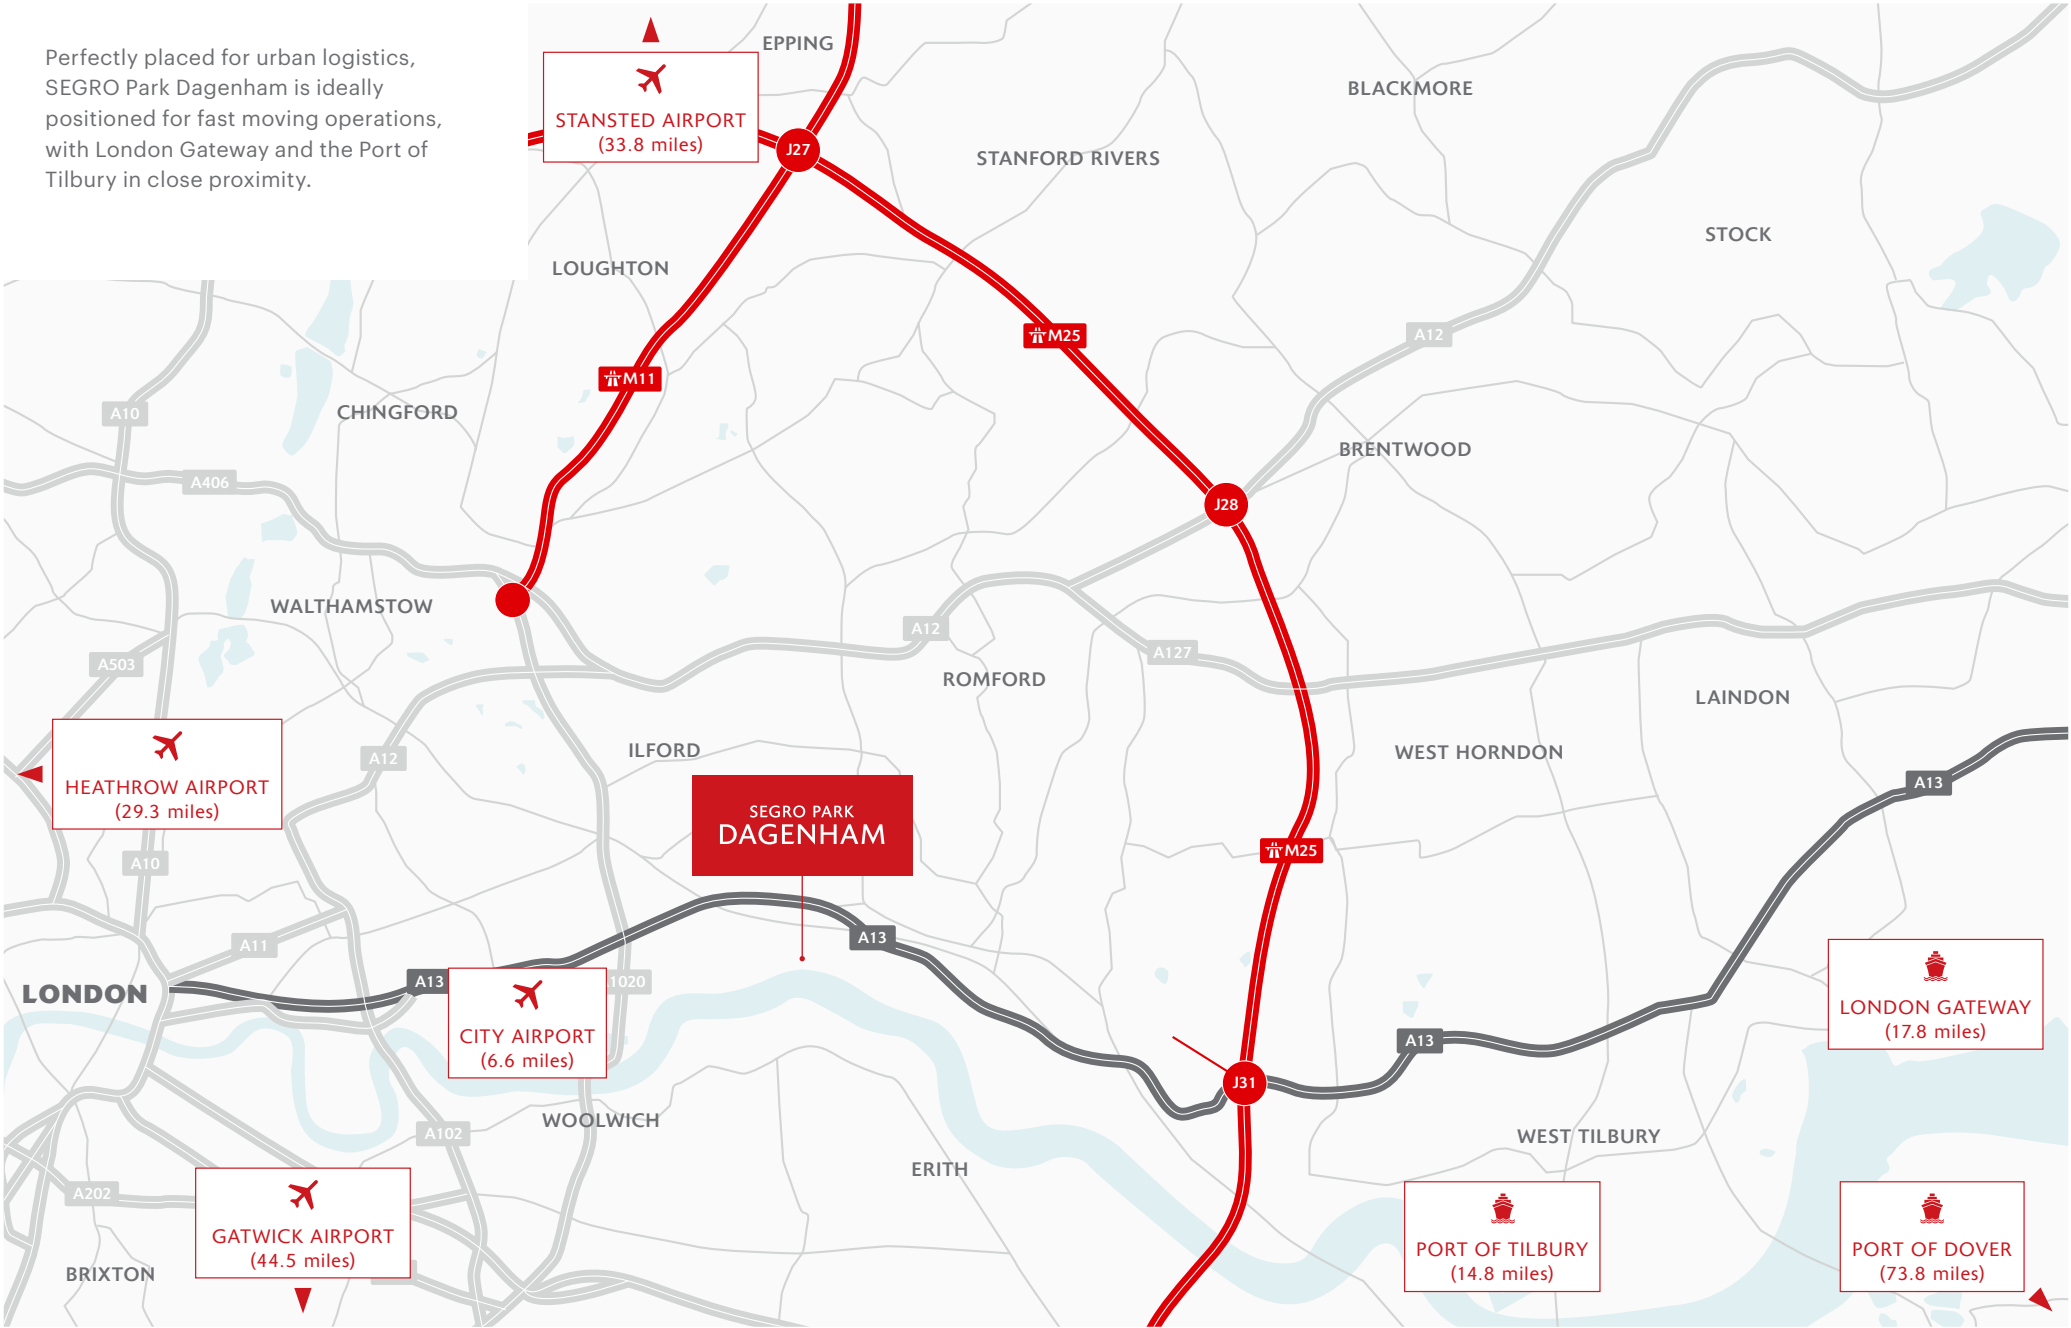 Perfectly placed for urban logistics,
SEGRO Park Dagenham is ideally
positioned for fast moving operations,
with London Gateway and the Port of
Tilbury in close proximity.
EPPING
STANSTED AIRPORT
(33.8 miles)
J27
BLACKMORE
STANFORD RIVERS
STOCK
LOUGHTON
M25
A12
M11
A10
CHINGFORD
BRENTWOOD
A406
J28
WALTHAMSTOW
A12
A127
A503
ROMFORD
LAINDON
HEATHROW AIRPORT
(29.3 miles)
A12
ILFORD
WEST HORNDON
A13
SEGRO PARK
DAGENHAM
M25
A10
A11
A13
LONDON
A13
1020
CITY AIRPORT
(6.6 miles)
LONDON GATEWAY
(17.8 miles)
A13
J31
WOOLWICH
A102
WEST TILBURY
ERITH
A202
GATWICK AIRPORT
(44.5 miles)
PORT OF TILBURY
(14.8 miles)
PORT OF DOVER
(73.8 miles)
BRIXTON